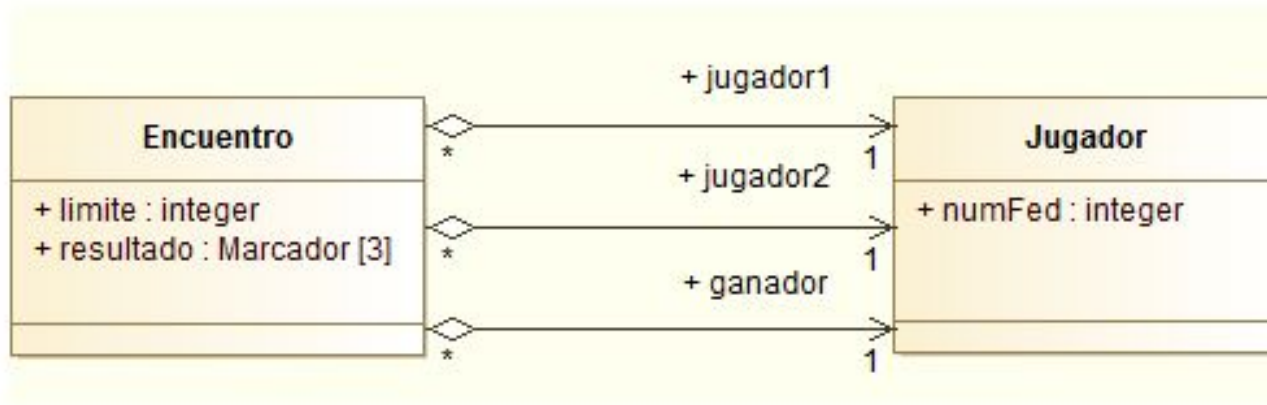 Encuentro
+ limite : integer
+ resultado : Marcador [3]
+ jugador1
* 1
+ jugador2
* 1
+ ganador
* 1
Jugador
+ numFed : integer